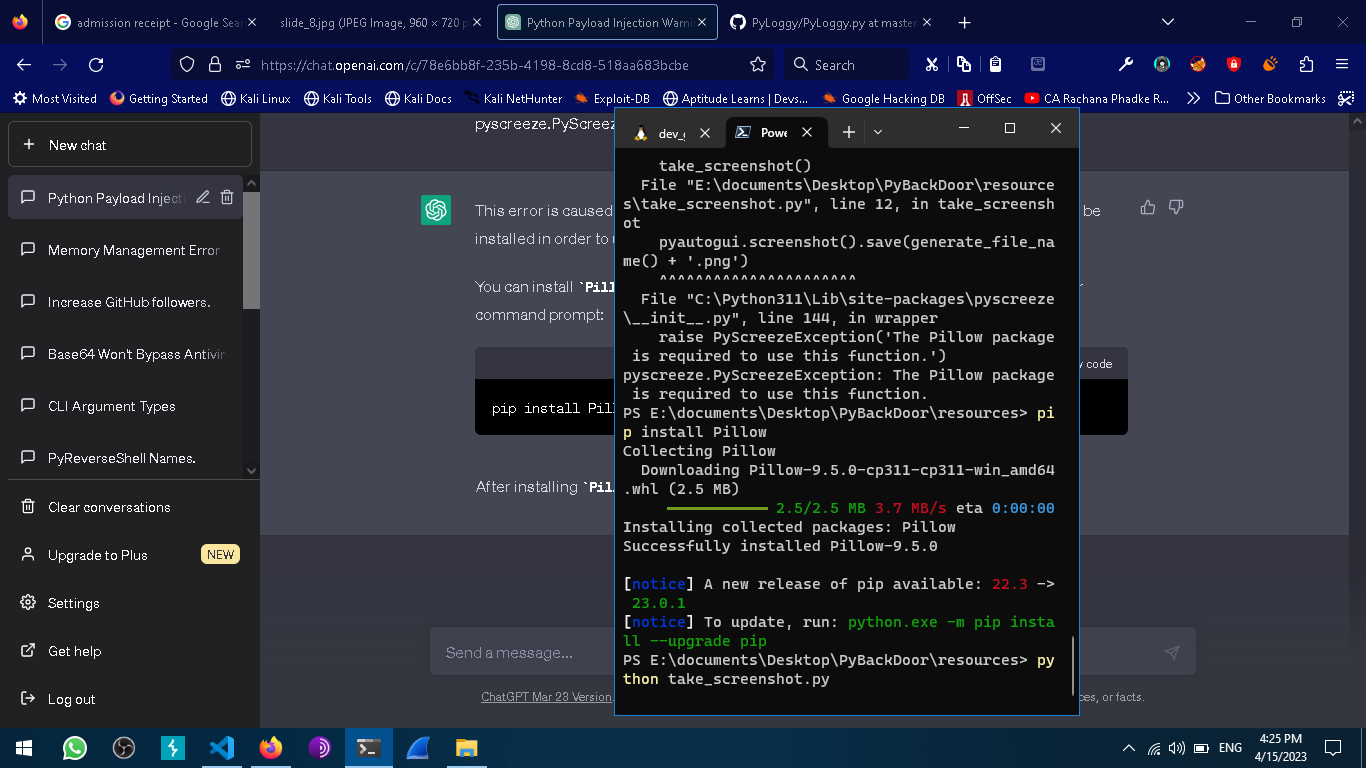 admission receipt - Google Sea
slide_8.jpg (JPEG Image, 960 × 720 p
Python Payload Injection Warni
PyLoggy/PyLoggy.py at master
https://chat.openai.com/c/78e6bb8f-235b-4198-8cd8-518aa683bcbe
Search
Most Visited
Getting Started
Kali Linux
Kali Tools
Kali Docs
Kali NetHunter
Exploit-DB
Aptitude Learns | Devs...
Google Hacking DB
OffSec
CA Rachana Phadke R...
Other Bookmarks
New chat
Python Payload Injecti
Memory Management Error
Increase GitHub followers.
Base64 Won't Bypass Antivir
CLI Argument Types
PyReverseShell Names.
Clear conversations
Upgrade to Plus
NEW
Settings
Get help
Log out
pyscreeze.PyScreez
This error is caused
be
installed in order to
You can install `Pill
command prompt:
y code
pip install Pill
After installing `Pil
Send a message...
ChatGPT Mar 23 Version.
ces, or facts.
dev_
Powe
take_screenshot()
File "E:\documents\Desktop\PyBackDoor\resource
s\take_screenshot.py", line 12, in take_screensh
ot
pyautogui.screenshot().save(generate_file_na
me() + '.png')
^^^^^^^^^^^^^^^^^^^^^^
File "C:\Python311\Lib\site-packages\pyscreeze
\__init__.py", line 144, in wrapper
raise PyScreezeException('The Pillow package
is required to use this function.')
pyscreeze.PyScreezeException: The Pillow package
is required to use this function.
PS E:\documents\Desktop\PyBackDoor\resources> pi
p install Pillow
Collecting Pillow
Downloading Pillow-9.5.0-cp311-cp311-win_amd64
.whl (2.5 MB)
2.5/2.5 MB 3.7 MB/s eta 0:00:00
Installing collected packages: Pillow
Successfully installed Pillow-9.5.0
[notice] A new release of pip available: 22.3 ->
23.0.1
[notice] To update, run: python.exe -m pip insta
ll --upgrade pip
PS E:\documents\Desktop\PyBackDoor\resources> py
thon take_screenshot.py
ENG
4:25 PM
4/15/2023